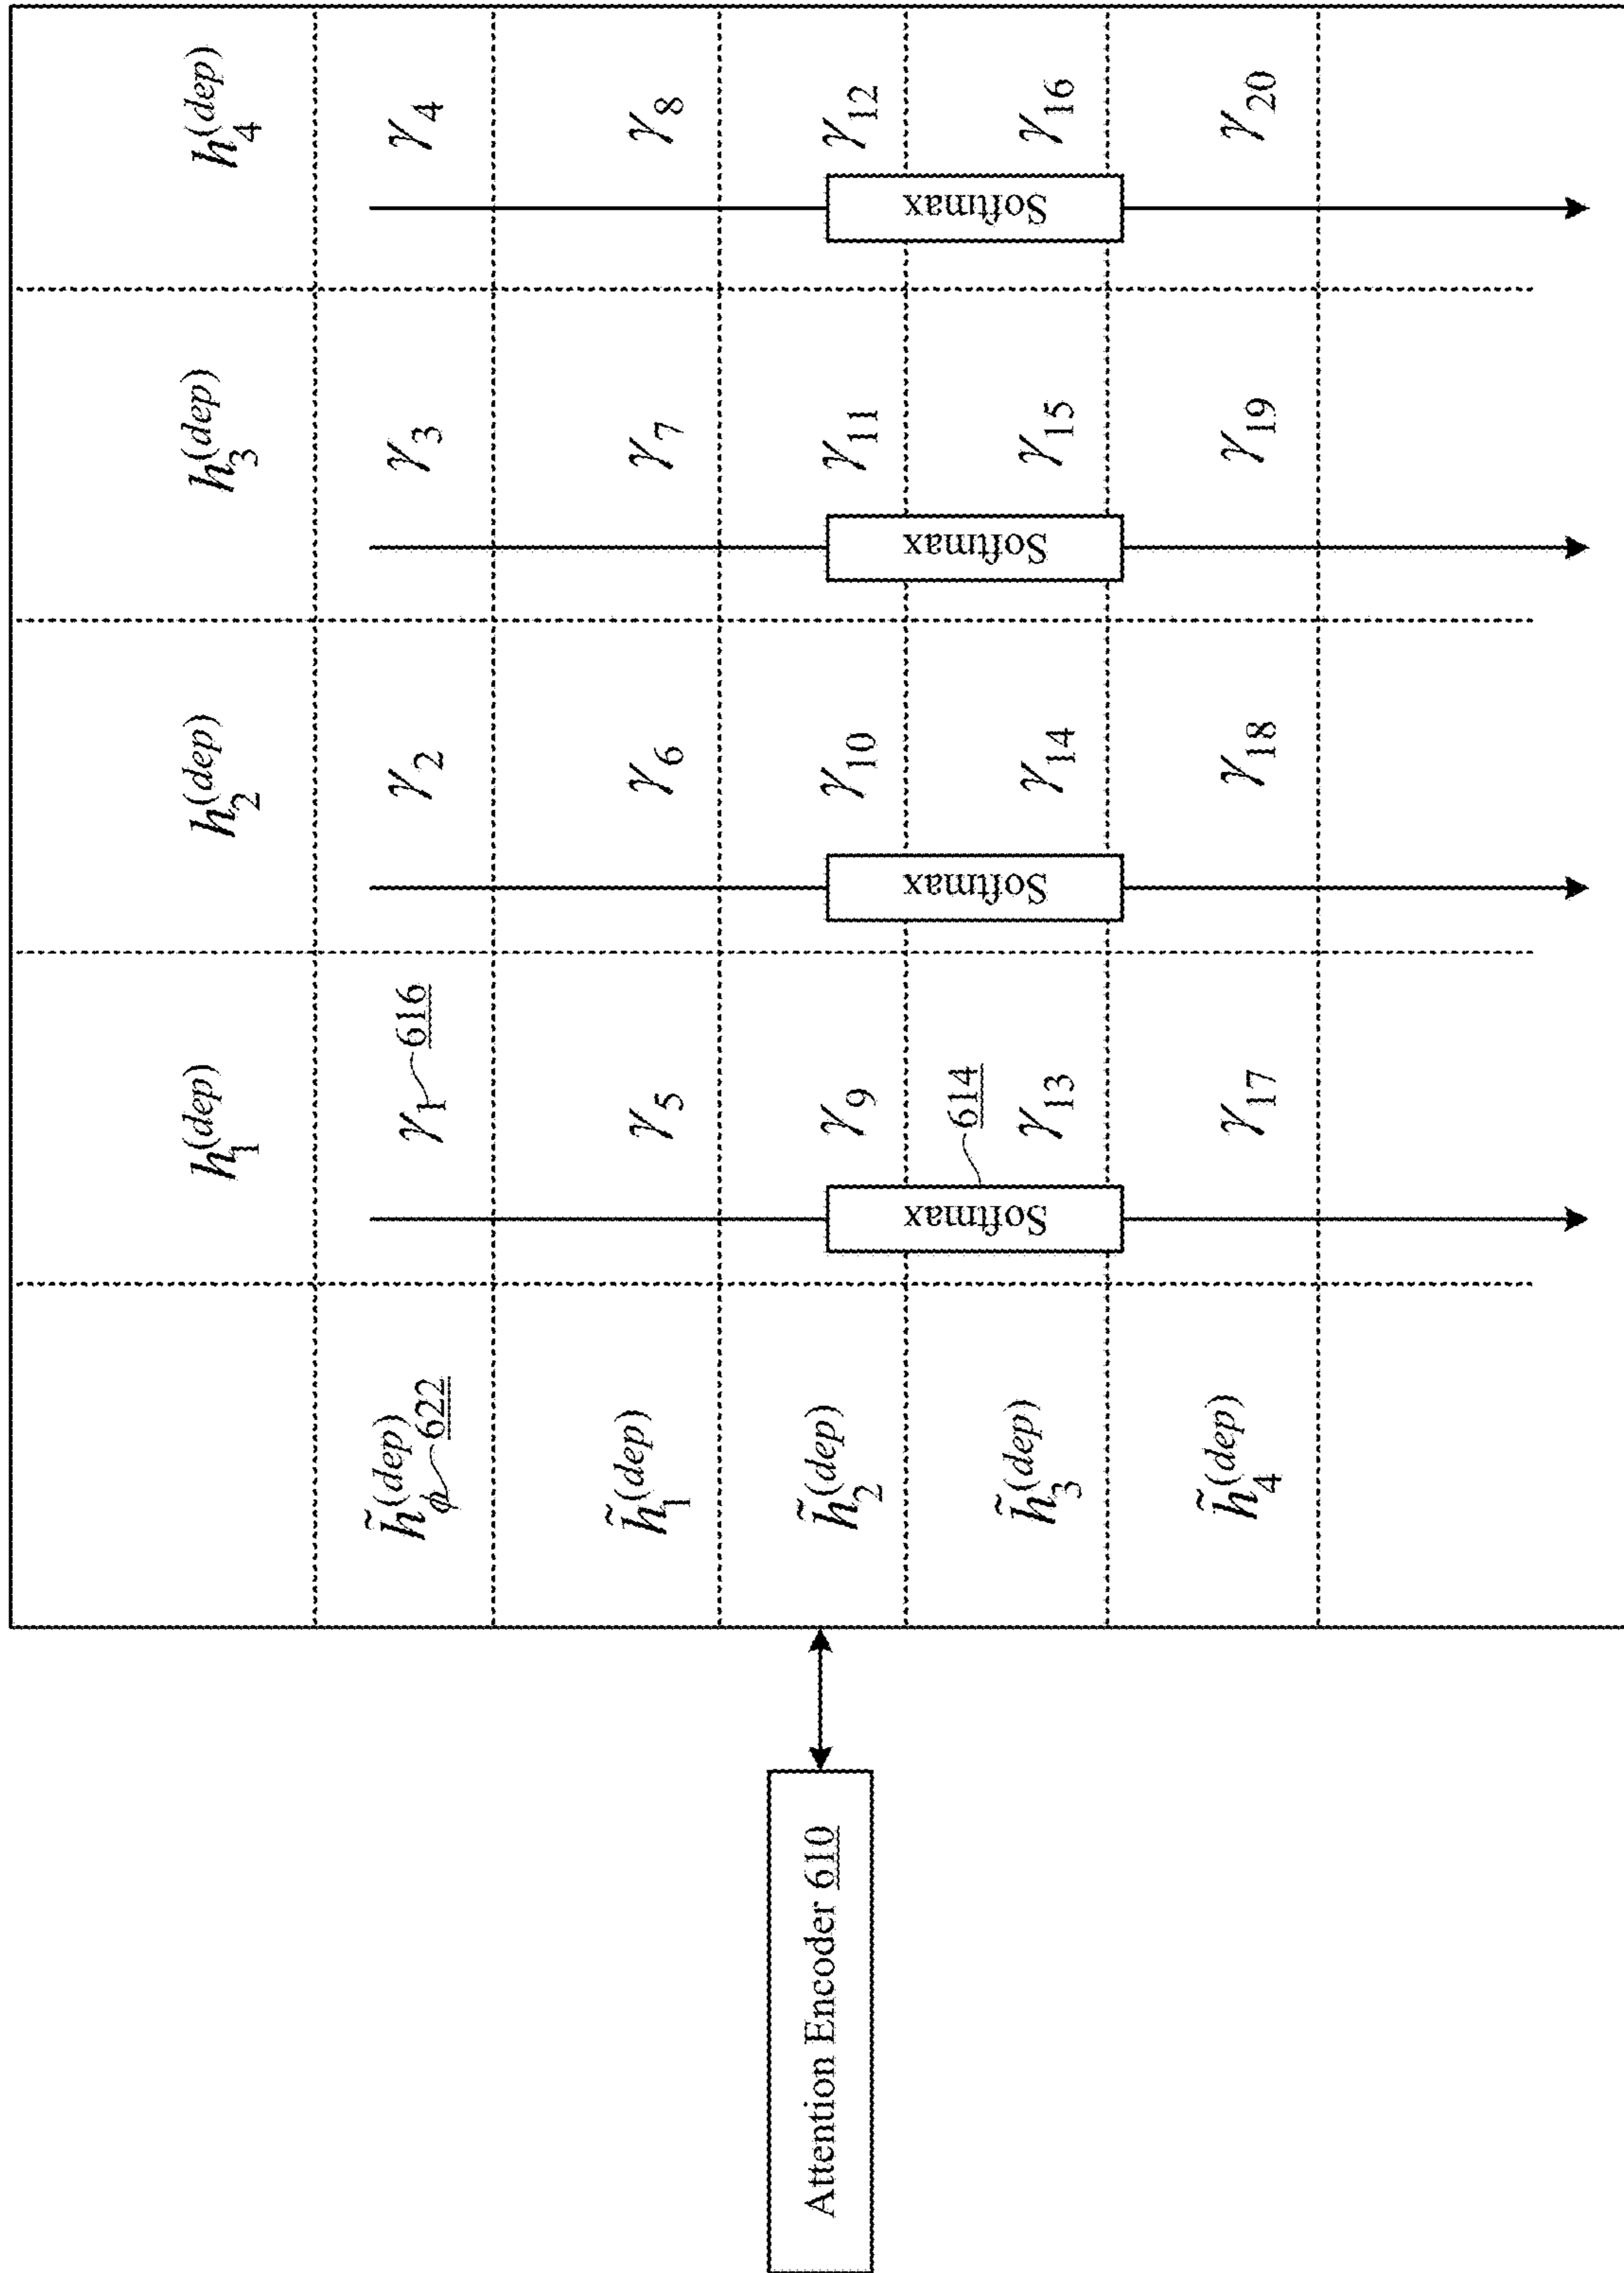 h_1^{(dep)} h_2^{(dep)} h_3^{(dep)} h_4^{(dep)}
h̃_ϕ^{(dep)} 622 γ_1 616 γ_2 γ_3 γ_4
h̃_1^{(dep)} γ_5 γ_6 γ_7 γ_8
Attention Encoder 610
h̃_2^{(dep)} γ_9 γ_10 γ_11 γ_12
Softmax 614 Softmax Softmax Softmax
h̃_3^{(dep)} γ_13 γ_14 γ_15 γ_16
h̃_4^{(dep)} γ_17 γ_18 γ_19 γ_20